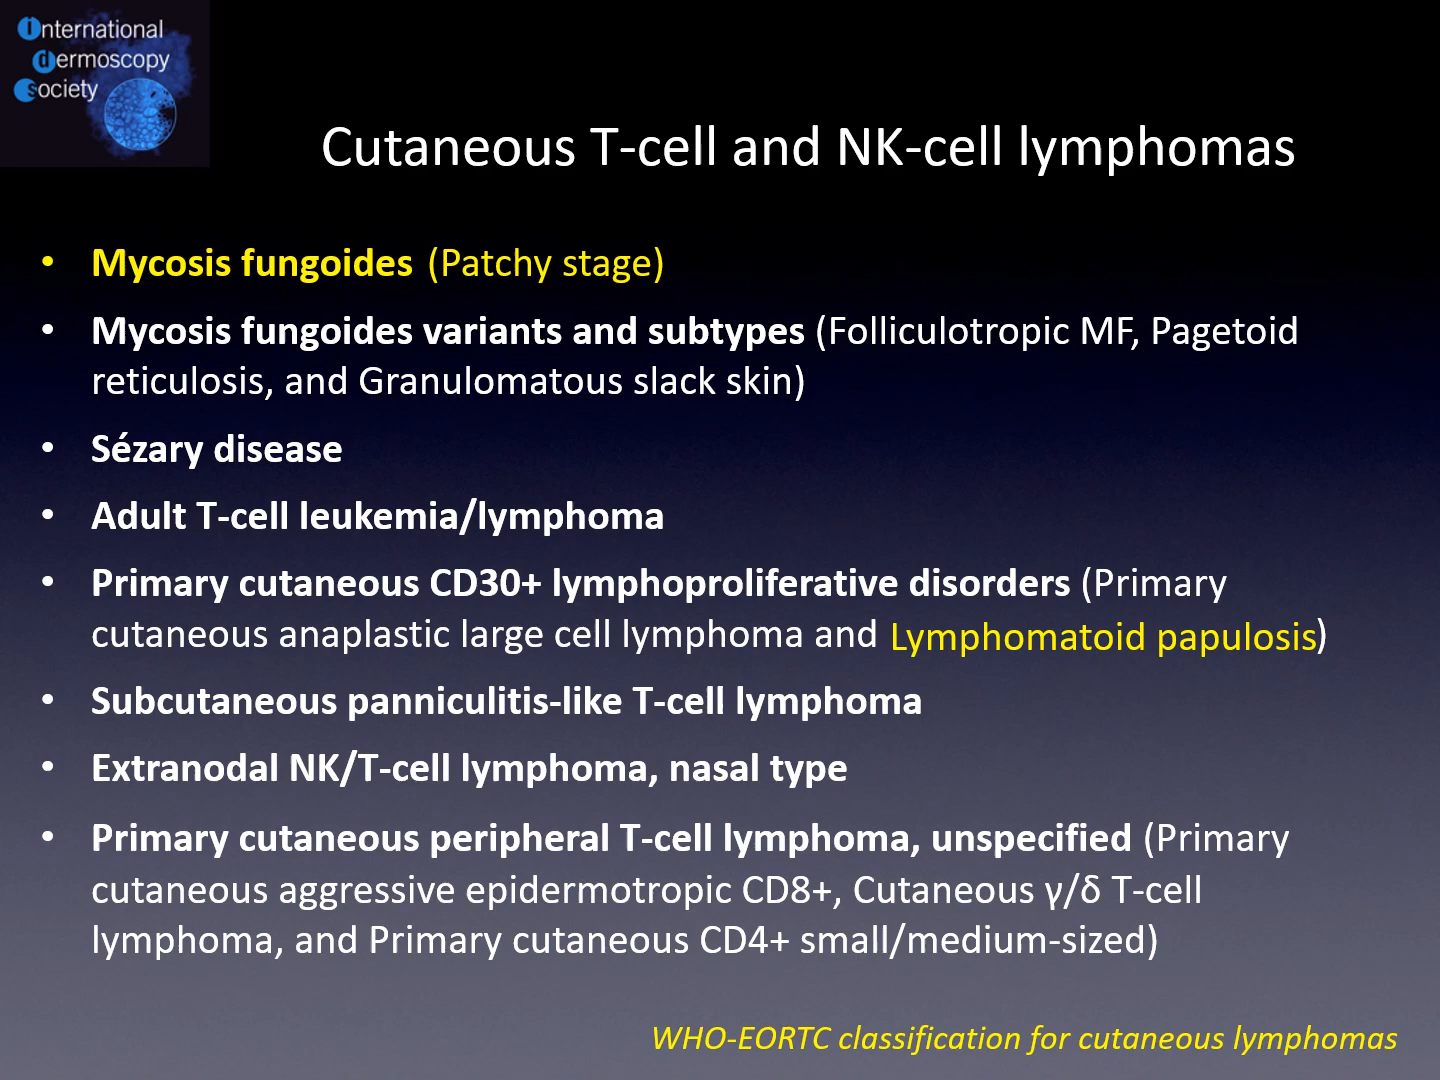 International
dermoscopy
Society
Cutaneous T-cell and NK-cell lymphomas
• Mycosis fungoides (Patchy stage)
• Mycosis fungoides variants and subtypes (Folliculotropic MF, Pagetoid
reticulosis, and Granulomatous slack skin)
• Sézary disease
• Adult T-cell leukemia/lymphoma
• Primary cutaneous CD30+ lymphoproliferative disorders (Primary
cutaneous anaplastic large cell lymphoma and Lymphomatoid papulosis)
• Subcutaneous panniculitis-like T-cell lymphoma
• Extranodal NK/T-cell lymphoma, nasal type
• Primary cutaneous peripheral T-cell lymphoma, unspecified (Primary
cutaneous aggressive epidermotropic CD8+, Cutaneous γ/δ T-cell
lymphoma, and Primary cutaneous CD4+ small/medium-sized)
WHO-EORTC classification for cutaneous lymphomas